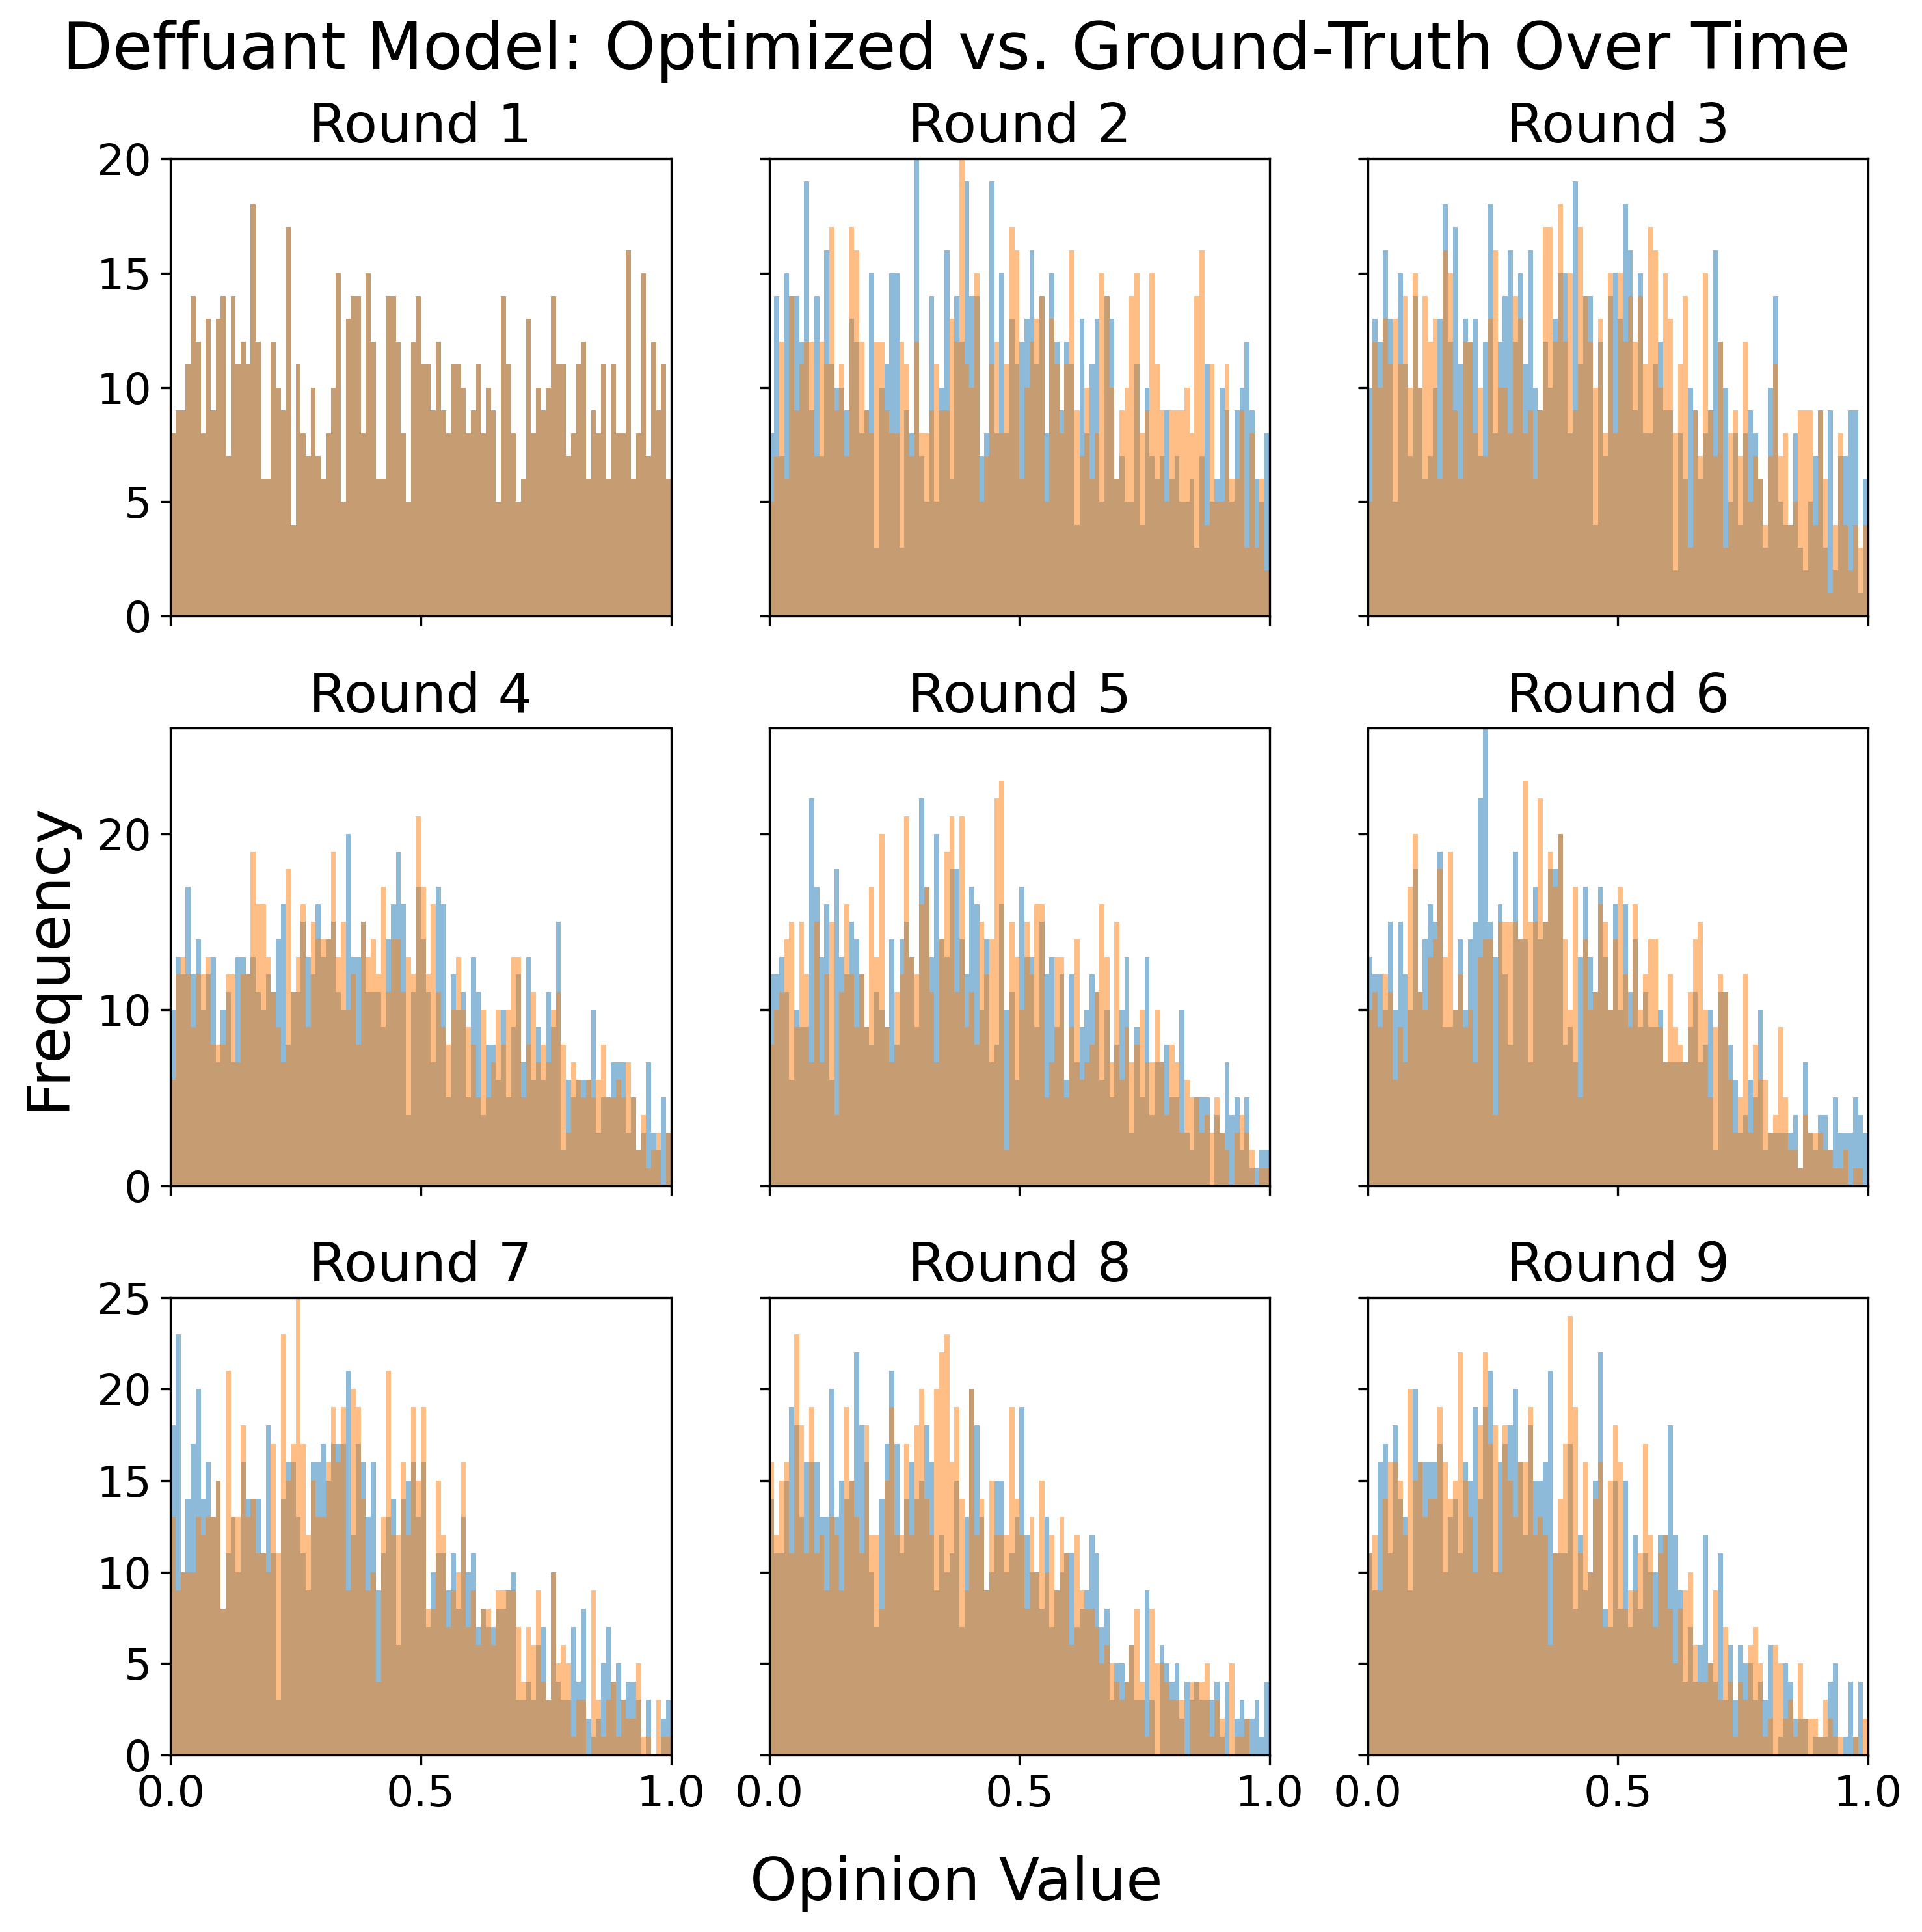 Deffuant Model: Optimized vs. Ground-Truth Over Time
Round 1
Round 2
Round 3
20
15
10
5
0
Round 4
Round 5
Round 6
20
10
0
Frequency
Round 7
Round 8
Round 9
25
20
15
10
5
0
0.0 0.5 1.0 0.0 0.5 1.0 0.0 0.5 1.0
Opinion Value